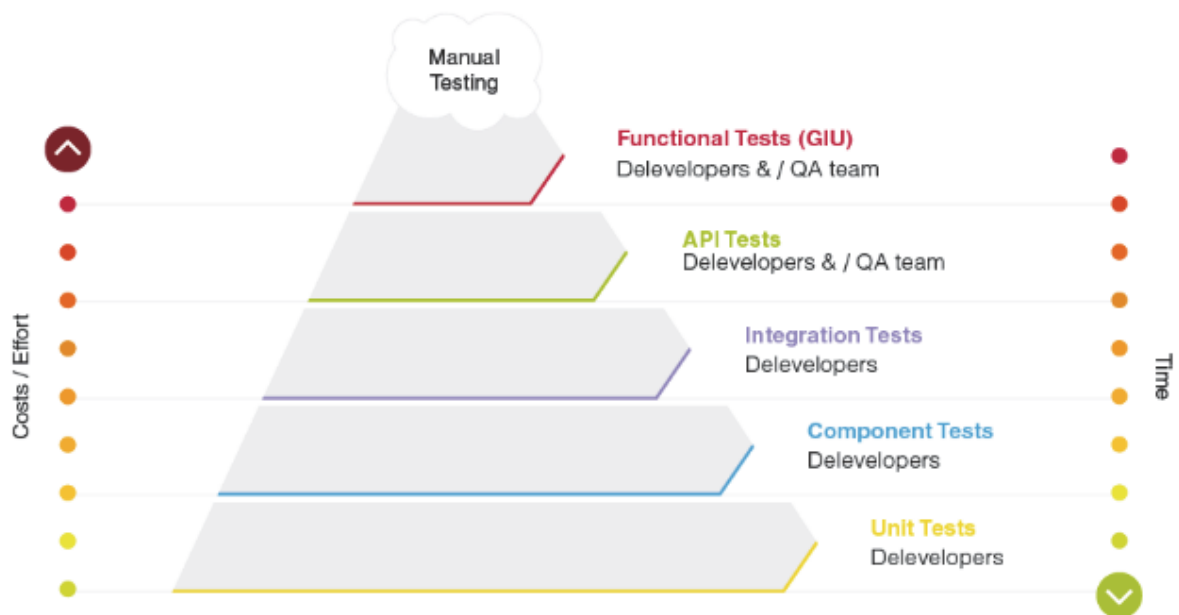 Manual
Testing
Functional Tests (GIU)
Delevelopers & / QA team
API Tests
Delevelopers & / QA team
Integration Tests
Delevelopers
Component Tests
Delevelopers
Unit Tests
Delevelopers
Costs / Effort
Time